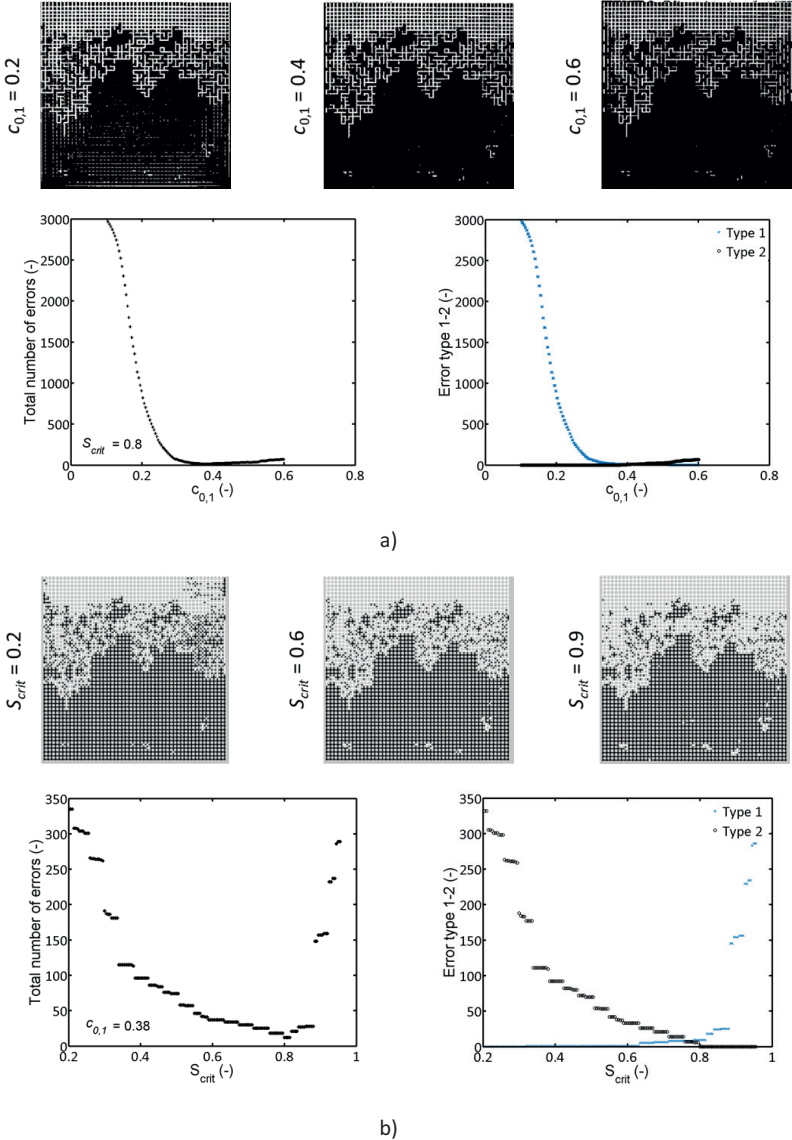 c0,1 = 0.2
c0,1 = 0.4
c0,1 = 0.6
Total number of errors (-)
3000
2500
2000
1500
1000
500
0
Scrit = 0.8
0 0.2 0.4 0.6 0.8
c0,1 (-)
Error type 1-2 (-)
3000
2500
2000
1500
1000
500
0
Type 1
Type 2
0 0.2 0.4 0.6 0.8
c0,1 (-)
a)
Scrit = 0.2
Scrit = 0.6
Scrit = 0.9
Total number of errors (-)
350
300
250
200
150
100
50
0
c0,1 = 0.38
0.2 0.4 0.6 0.8 1
Scrit (-)
Error type 1-2 (-)
350
300
250
200
150
100
50
0
Type 1
Type 2
0.2 0.4 0.6 0.8 1
Scrit (-)
b)